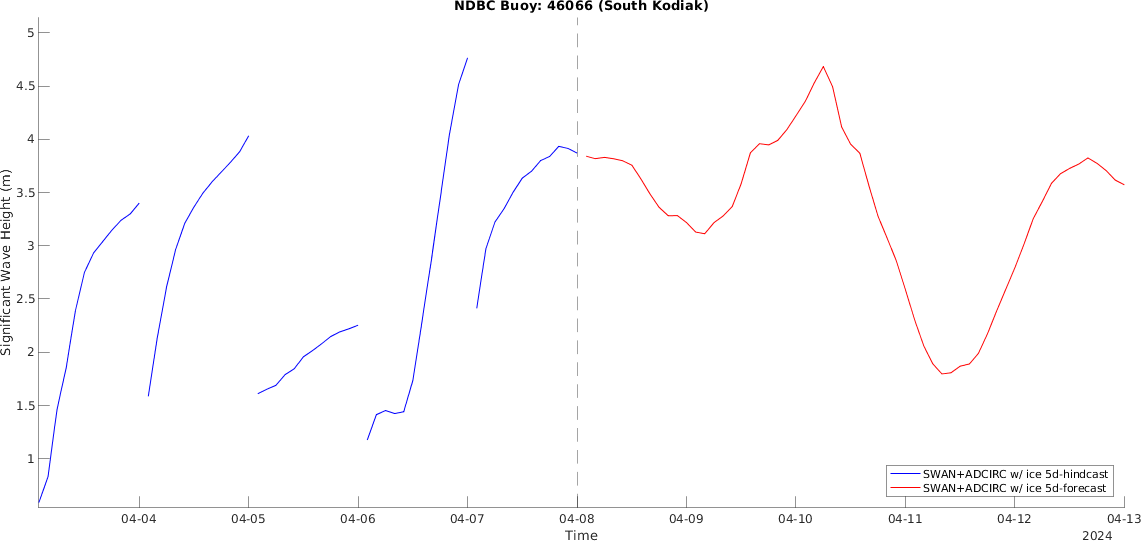 NDBC Buoy: 46066 (South Kodiak)
Significant Wave Height (m)
5
4.5
4
3.5
3
2.5
2
1.5
1
SWAN+ADCIRC w/ ice 5d-hindcast
SWAN+ADCIRC w/ ice 5d-forecast
04-04 04-05 04-06 04-07 04-08 04-09 04-10 04-11 04-12 04-13
Time
2024